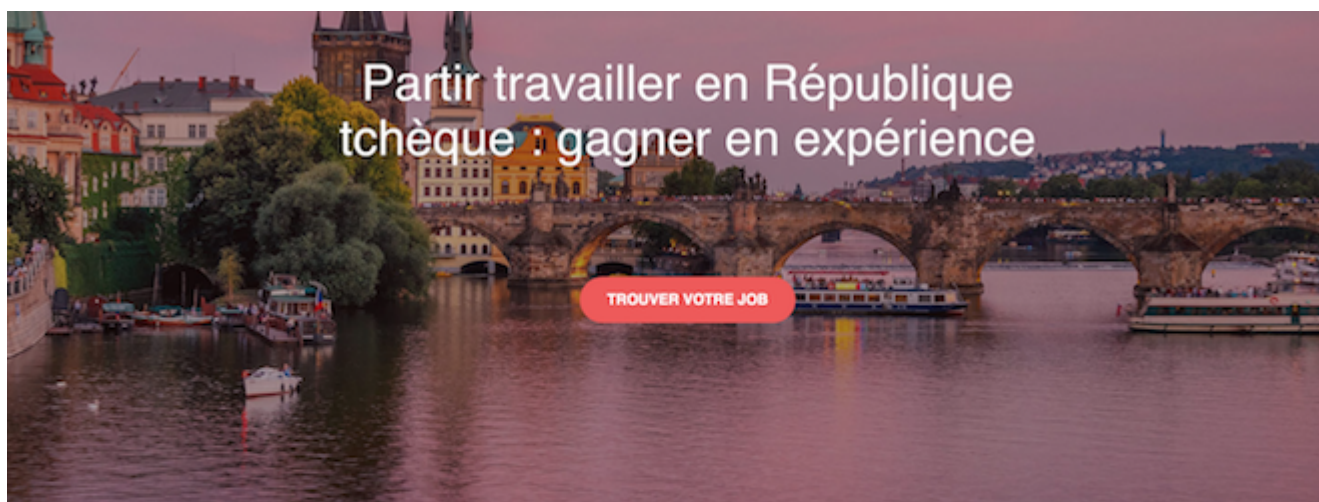 Partir travailler en République
tchèque : gagner en expérience
TROUVER VOTRE JOB